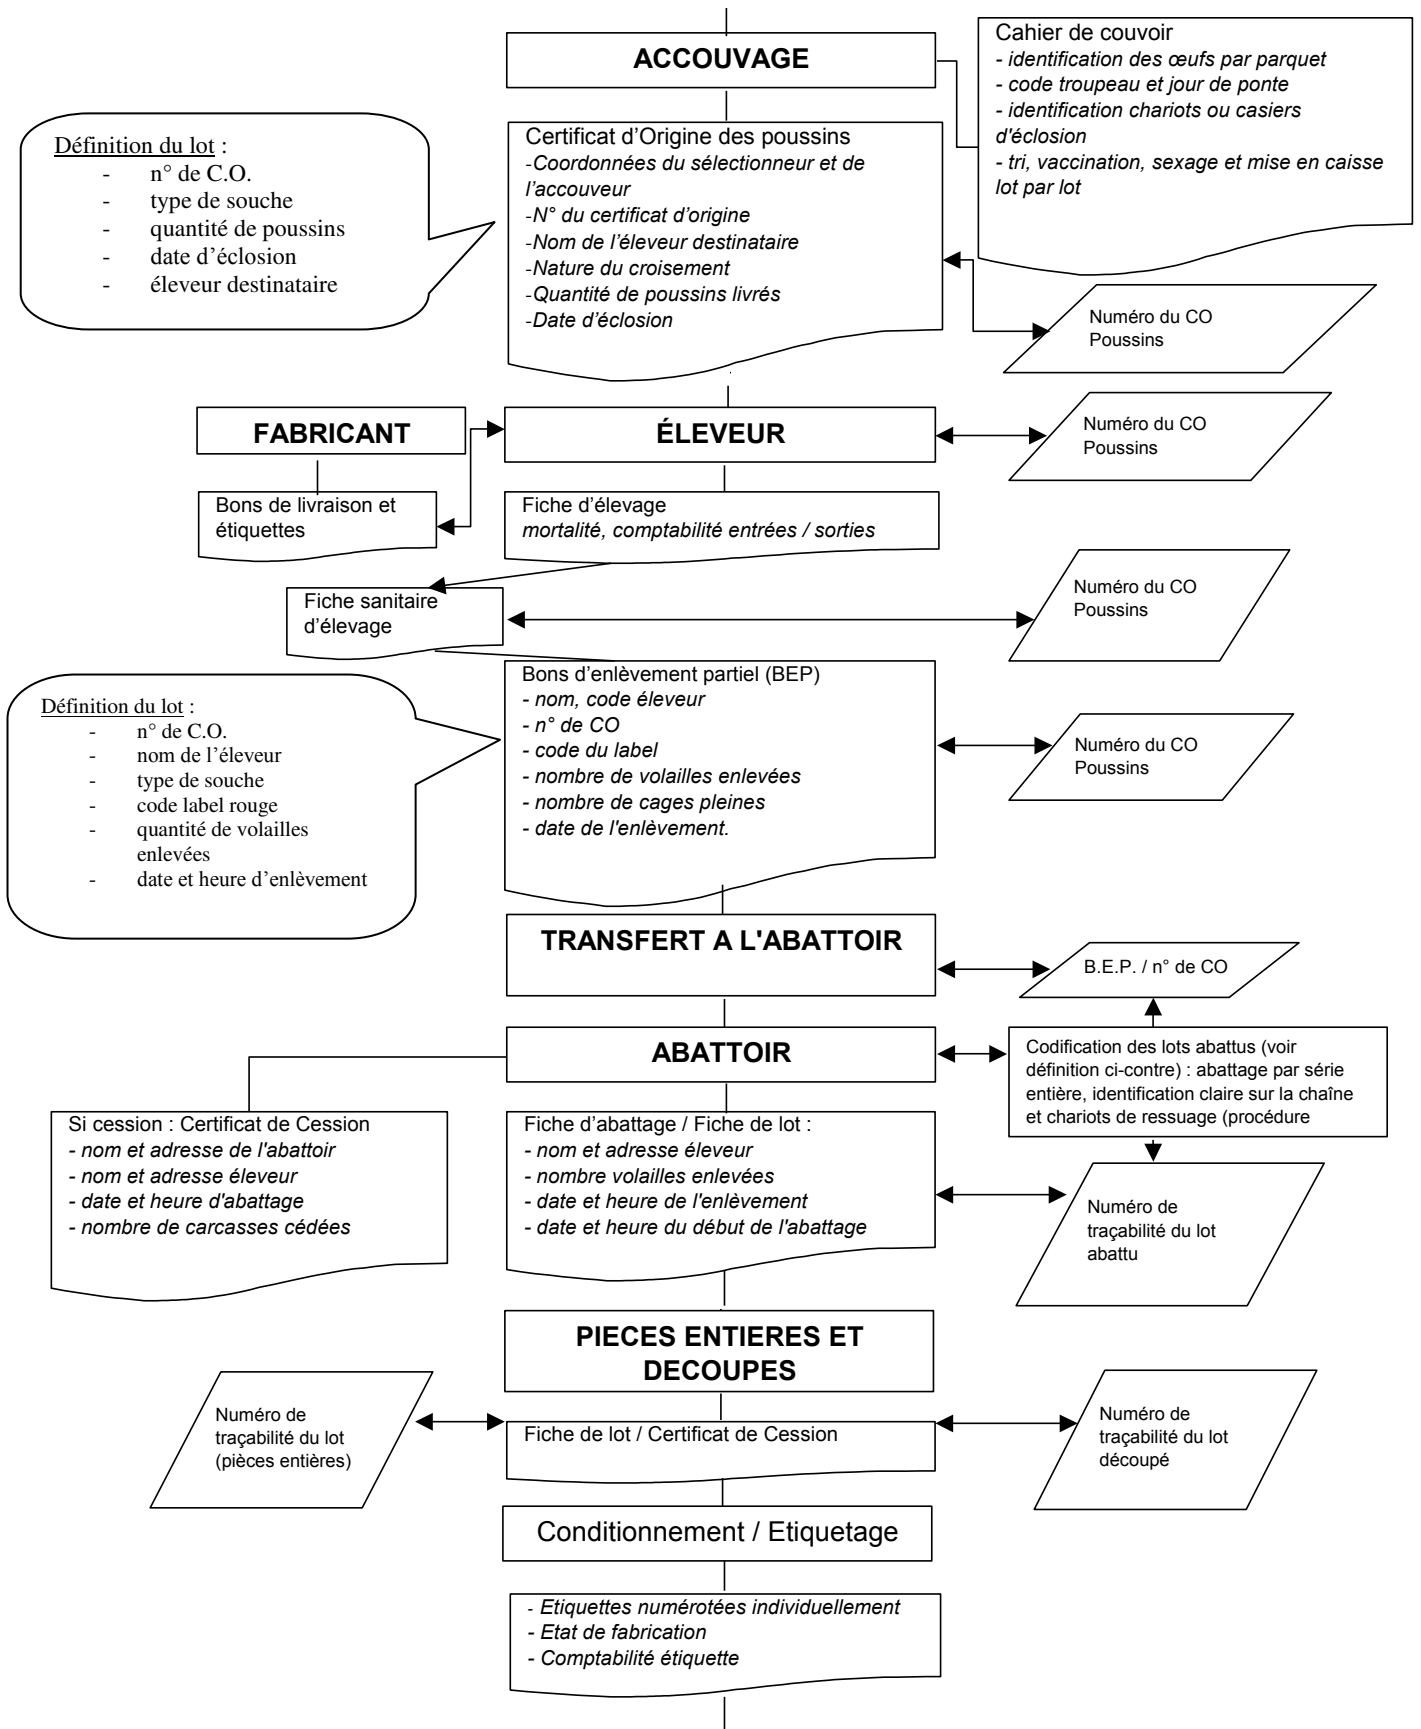 ACCOUVAGE
Cahier de couvoir
- identification des œufs par parquet
- code troupeau et jour de ponte
- identification chariots ou casiers
d'éclosion
- tri, vaccination, sexage et mise en caisse
lot par lot
Définition du lot :
- n° de C.O.
- type de souche
- quantité de poussins
- date d’éclosion
- éleveur destinataire
Certificat d’Origine des poussins
-Coordonnées du sélectionneur et de
l’accouveur
-N° du certificat d’origine
-Nom de l’éleveur destinataire
-Nature du croisement
-Quantité de poussins livrés
-Date d’éclosion
Numéro du CO
Poussins
FABRICANT
ÉLEVEUR
Numéro du CO
Poussins
Bons de livraison et
étiquettes
Fiche d’élevage
mortalité, comptabilité entrées / sorties
Fiche sanitaire
d’élevage
Numéro du CO
Poussins
Définition du lot :
- n° de C.O.
- nom de l’éleveur
- type de souche
- code label rouge
- quantité de volailles
enlevées
- date et heure d’enlèvement
Bons d’enlèvement partiel (BEP)
- nom, code éleveur
- n° de CO
- code du label
- nombre de volailles enlevées
- nombre de cages pleines
- date de l'enlèvement.
Numéro du CO
Poussins
TRANSFERT A L'ABATTOIR
B.E.P. / n° de CO
ABATTOIR
Codification des lots abattus (voir
définition ci-contre) : abattage par série
entière, identification claire sur la chaîne
et chariots de ressuage (procédure
Si cession : Certificat de Cession
- nom et adresse de l'abattoir
- nom et adresse éleveur
- date et heure d'abattage
- nombre de carcasses cédées
Fiche d’abattage / Fiche de lot :
- nom et adresse éleveur
- nombre volailles enlevées
- date et heure de l'enlèvement
- date et heure du début de l'abattage
Numéro de
traçabilité du lot
abattu
PIECES ENTIERES ET
DECOUPES
Numéro de
traçabilité du lot
(pièces entières)
Fiche de lot / Certificat de Cession
Numéro de
traçabilité du lot
découpé
Conditionnement / Etiquetage
- Etiquettes numérotées individuellement
- Etat de fabrication
- Comptabilité étiquette